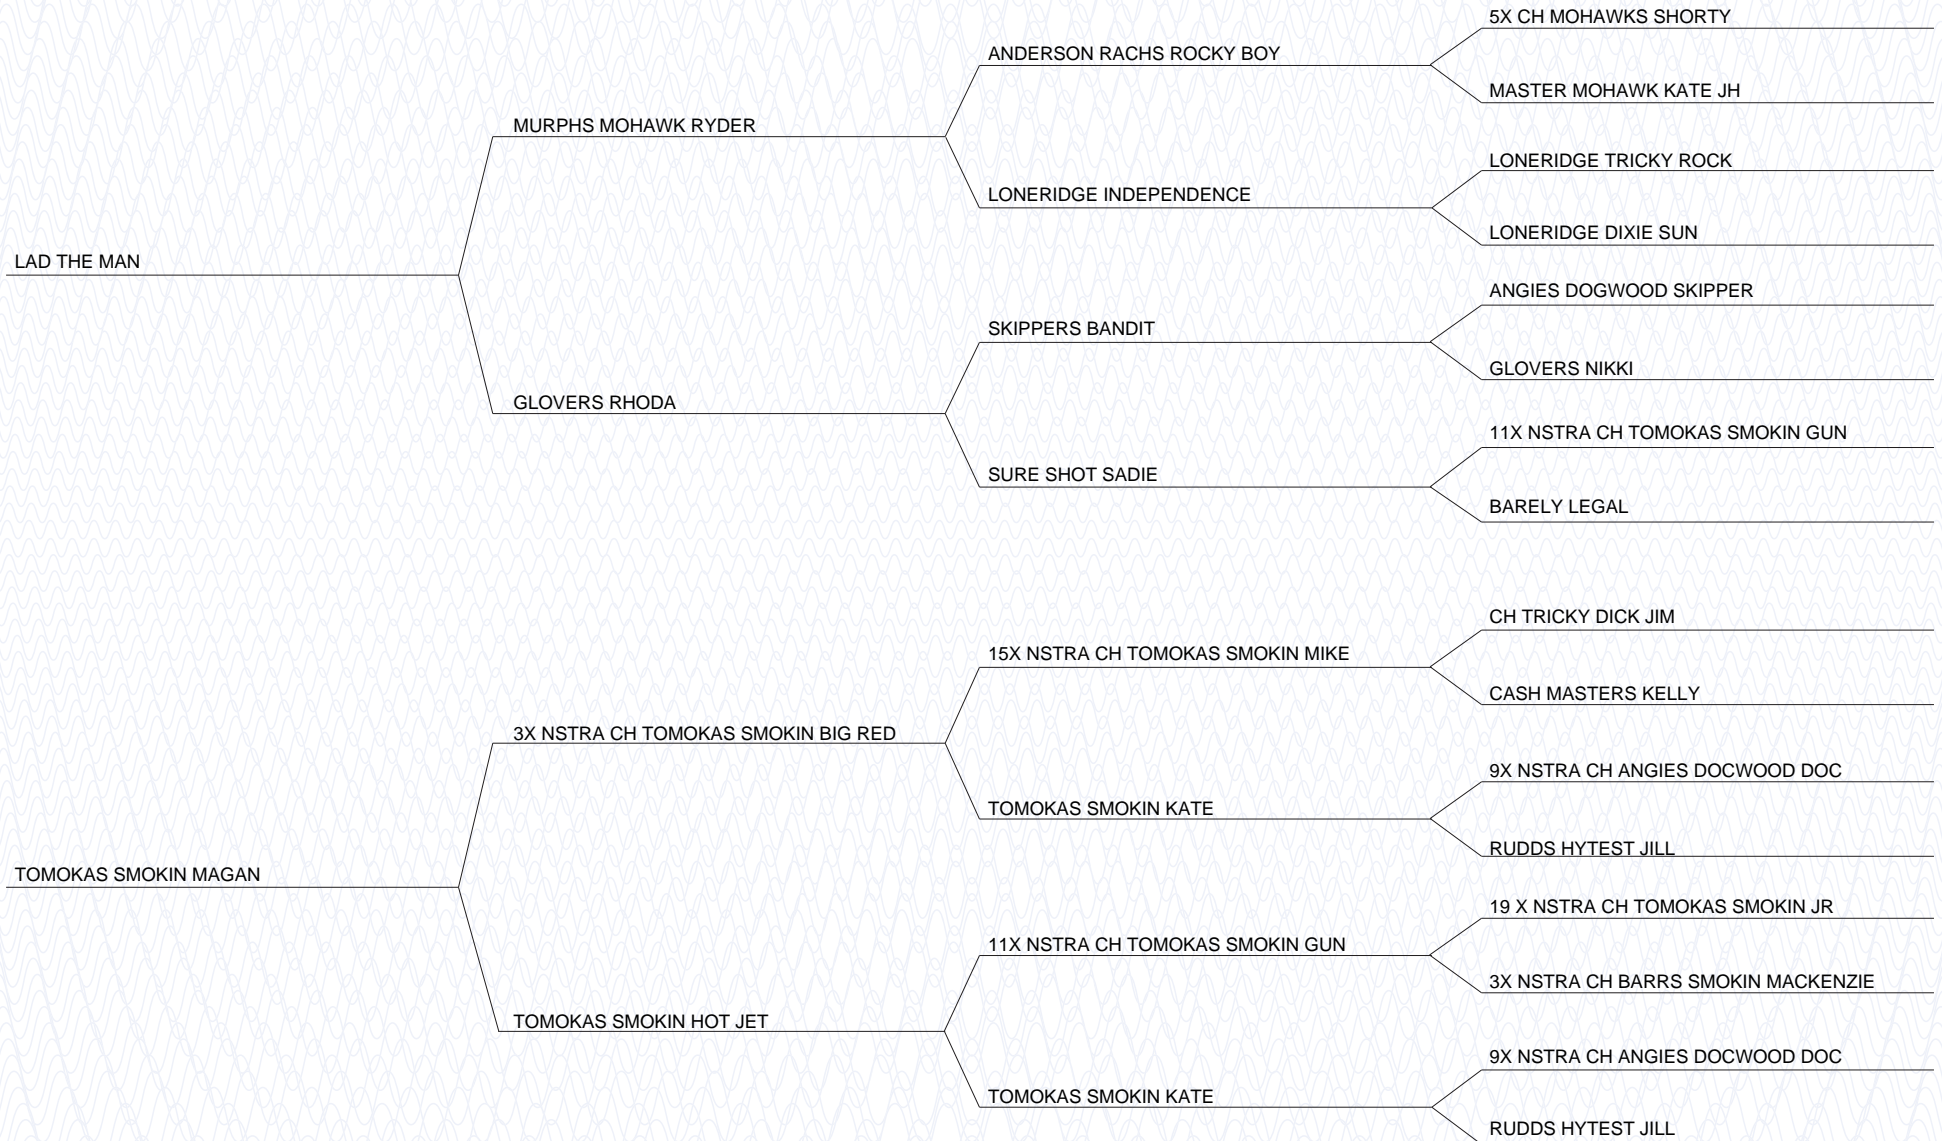 5X CH MOHAWKS SHORTY
ANDERSON RACHS ROCKY BOY
MASTER MOHAWK KATE JH
MURPHS MOHAWK RYDER
LONERIDGE TRICKY ROCK
LONERIDGE INDEPENDENCE
LONERIDGE DIXIE SUN
LAD THE MAN
ANGIES DOGWOOD SKIPPER
SKIPPERS BANDIT
GLOVERS NIKKI
GLOVERS RHODA
11X NSTRA CH TOMOKAS SMOKIN GUN
SURE SHOT SADIE
BARELY LEGAL
CH TRICKY DICK JIM
15X NSTRA CH TOMOKAS SMOKIN MIKE
CASH MASTERS KELLY
3X NSTRA CH TOMOKAS SMOKIN BIG RED
9X NSTRA CH ANGIES DOCWOOD DOC
TOMOKAS SMOKIN KATE
RUDDS HYTEST JILL
TOMOKAS SMOKIN MAGAN
19 X NSTRA CH TOMOKAS SMOKIN JR
11X NSTRA CH TOMOKAS SMOKIN GUN
3X NSTRA CH BARRS SMOKIN MACKENZIE
TOMOKAS SMOKIN HOT JET
9X NSTRA CH ANGIES DOCWOOD DOC
TOMOKAS SMOKIN KATE
RUDDS HYTEST JILL